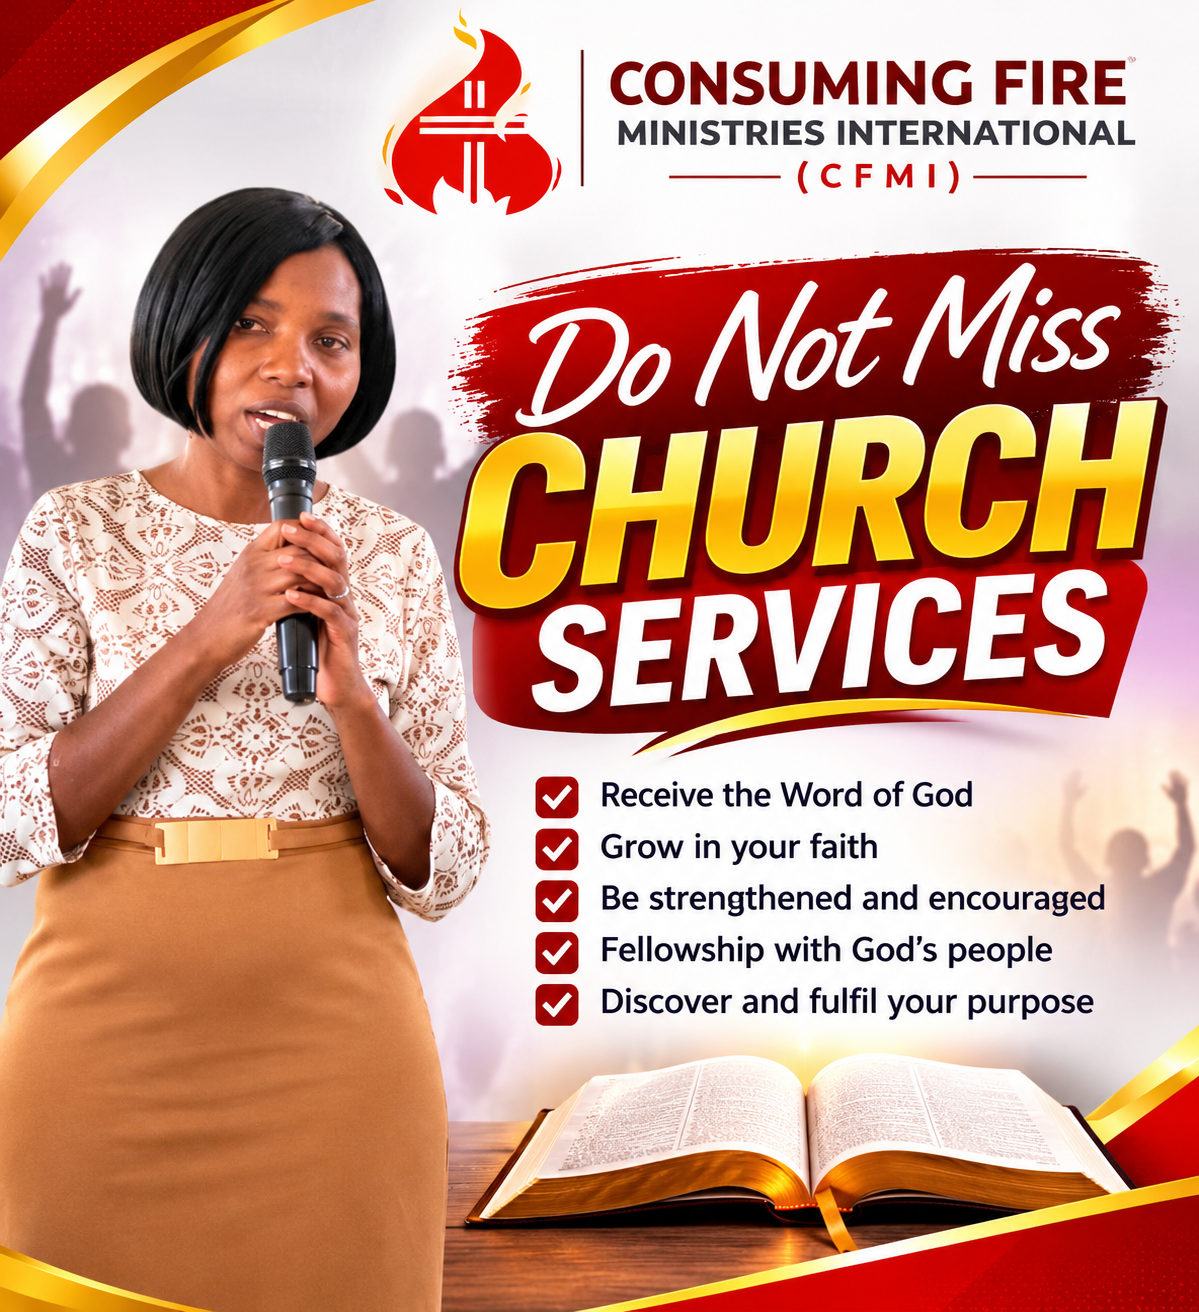 CONSUMING FIRE
MINISTRIES INTERNATIONAL
(CFMI)
Do Not Miss
CHURCH
SERVICES
Receive the Word of God
Grow in your faith
Be strengthened and encouraged
Fellowship with God's people
Discover and fulfil your purpose